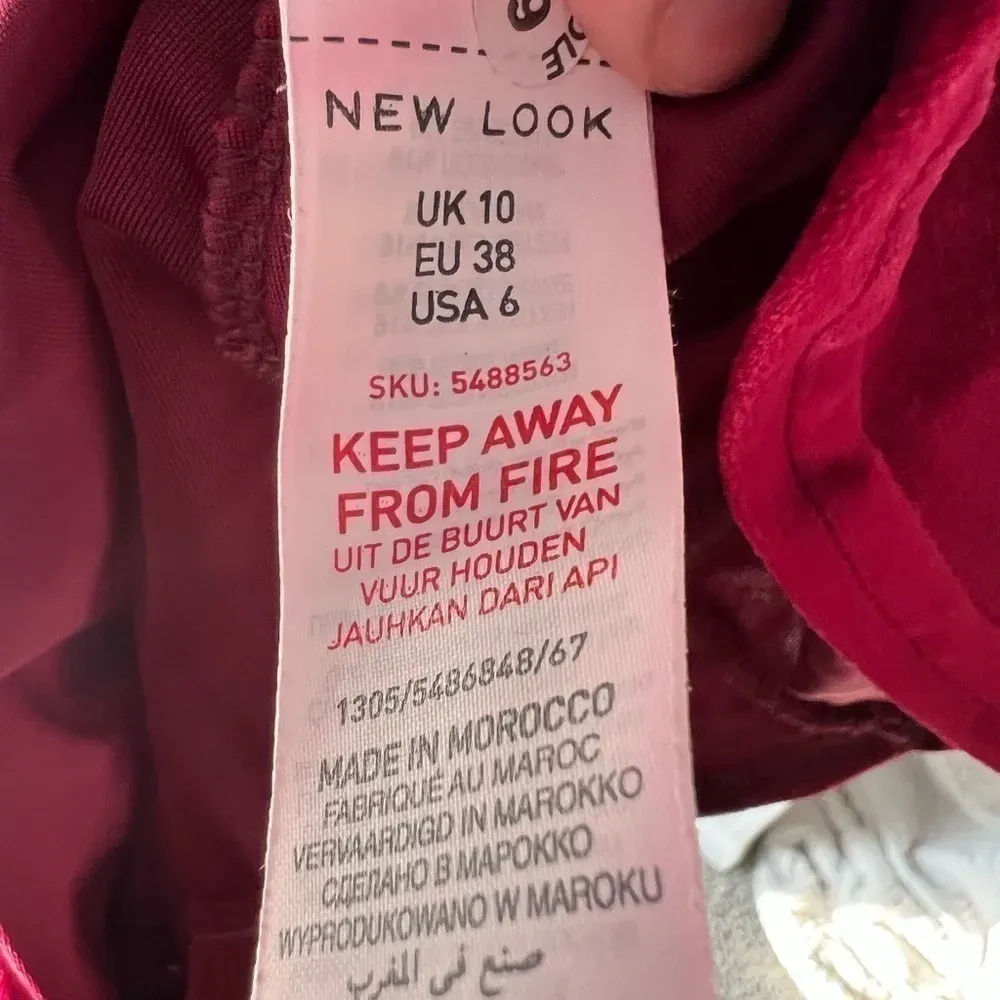 NEW LOOK
UK 10
EU 38
USA 6
SKU: 5488563
KEEP AWAY
FROM FIRE
UIT DE BUURT VAN
VUUR HOUDEN
JAUHKAN DARI API
1305/5486848/67
MADE IN MOROCCO
FABRIQUÉ AU MAROC
VERVAARDIGD IN MAROKKO
СДЕЛАНО В МАРОККО
WYPRODUKOWANO W MAROKU
صنع في المغرب